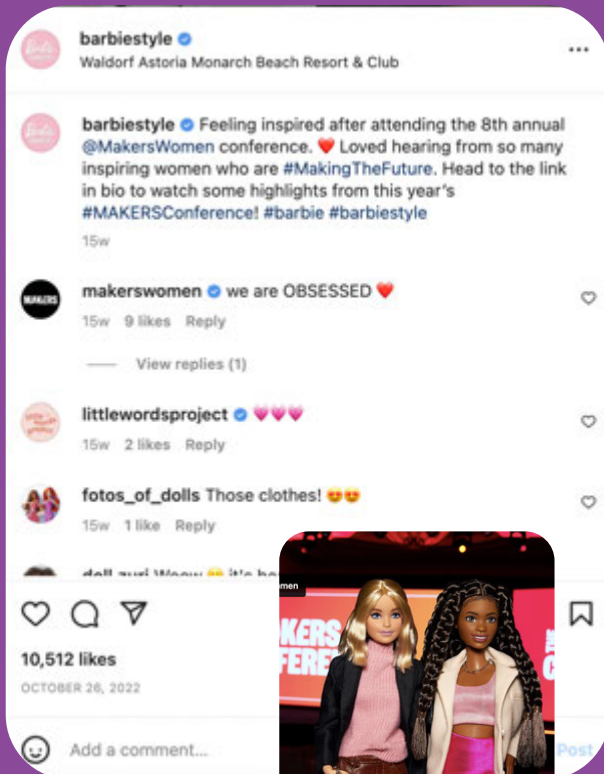 barbiestyle
Waldorf Astoria Monarch Beach Resort & Club
barbiestyle Feeling inspired after attending the 8th annual
@MakersWomen conference. ❤️ Loved hearing from so many
inspiring women who are #MakingTheFuture. Head to the link
in bio to watch some highlights from this year's
#MAKERSConference! #barbie #barbiestyle
15w
MAKERS
makerswomen we are OBSESSED ❤️
15w 9 likes Reply
View replies (1)
littlewordsproject 💗💗💗
15w 2 likes Reply
fotos_of_dolls Those clothes! 😍😍
15w 1 like Reply
men
KERS
FERE
10,512 likes
OCTOBER 26, 2022
Add a comment...
Post